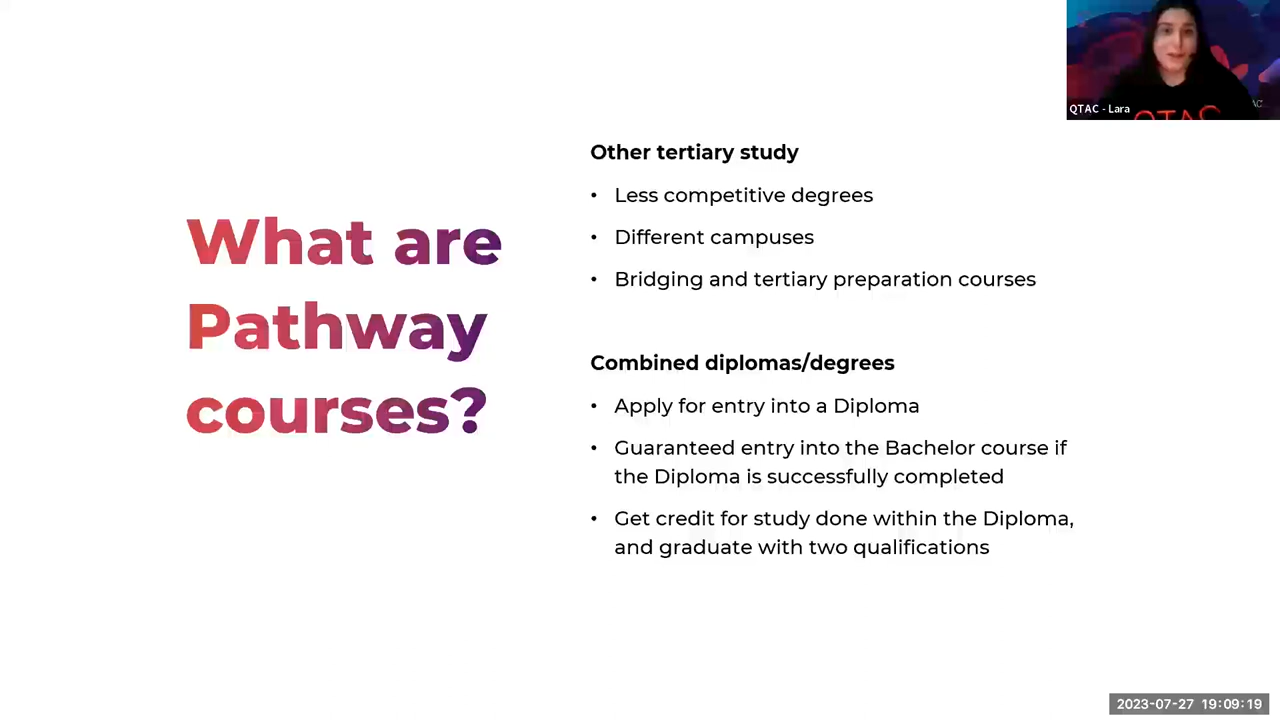 What are
Pathway
courses?
Other tertiary study
• Less competitive degrees
• Different campuses
• Bridging and tertiary preparation courses
Combined diplomas/degrees
• Apply for entry into a Diploma
• Guaranteed entry into the Bachelor course if
the Diploma is successfully completed
• Get credit for study done within the Diploma,
and graduate with two qualifications
QTAC - Lara
QTAC
AC
2023-07-27 19:09:19